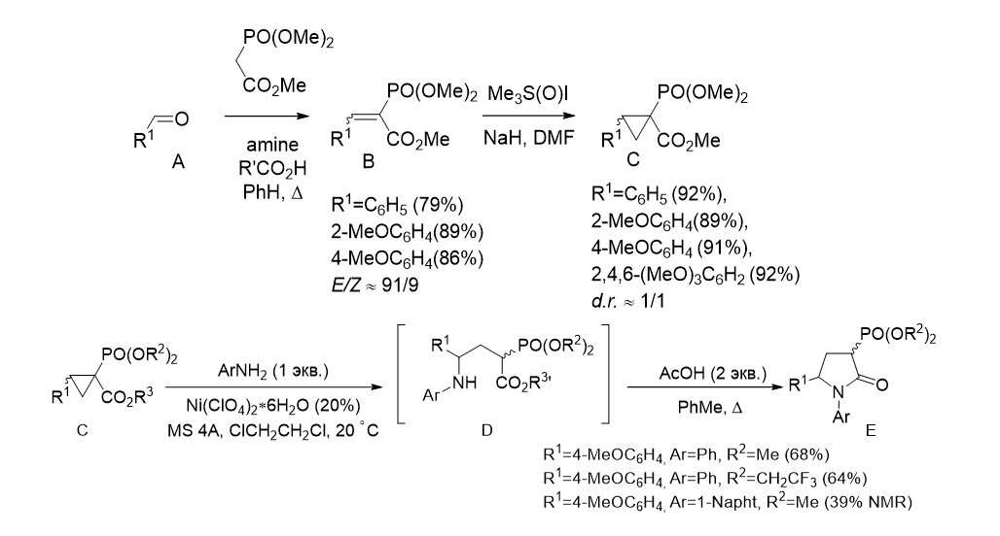 PO(OMe)₂
CO₂Me
R¹
O
A
amine
R'CO₂H
PhH, Δ
PO(OMe)₂
R¹
CO₂Me
B
R¹=C₆H₅ (79%)
2-MeOC₆H₄(89%)
4-MeOC₆H₄(86%)
E/Z ≈ 91/9
Me₃S(O)I
NaH, DMF
PO(OMe)₂
R¹
CO₂Me
C
R¹=C₆H₅ (92%),
2-MeOC₆H₄(89%),
4-MeOC₆H₄ (91%),
2,4,6-(MeO)₃C₆H₂ (92%)
d.r. ≈ 1/1
PO(OR²)₂
R¹
CO₂R³
C
ArNH₂ (1 экв.)
Ni(ClO₄)₂*6H₂O (20%)
MS 4A, ClCH₂CH₂Cl, 20 °C
R¹
PO(OR²)₂
NH
CO₂R³'
Ar
D
AcOH (2 экв.)
PhMe, Δ
PO(OR²)₂
R¹
N
O
Ar
E
R¹=4-MeOC₆H₄, Ar=Ph, R²=Me (68%)
R¹=4-MeOC₆H₄, Ar=Ph, R²=CH₂CF₃ (64%)
R¹=4-MeOC₆H₄, Ar=1-Napht, R²=Me (39% NMR)